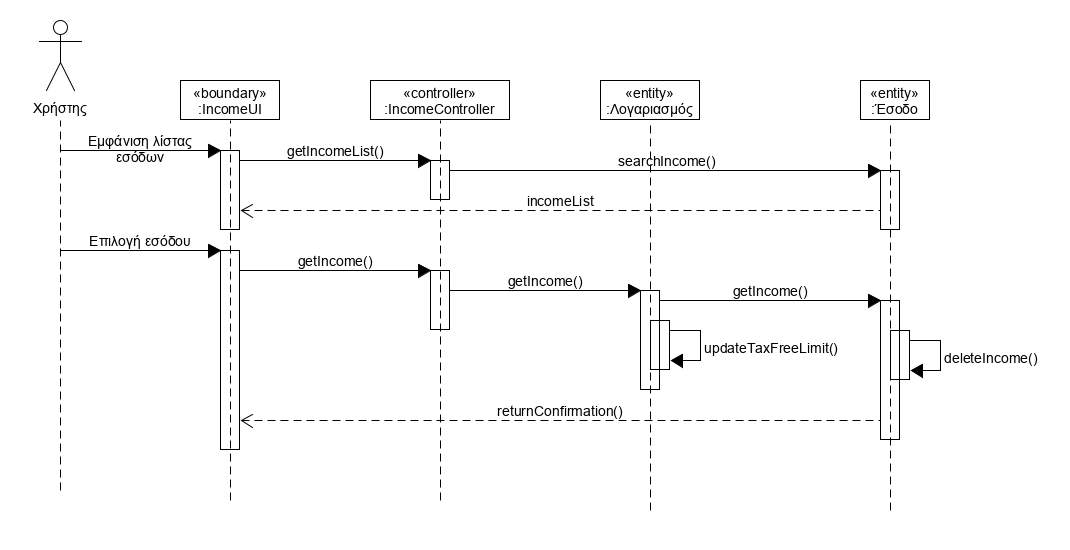 Χρήστης
«boundary»
:IncomeUI
«controller»
:IncomeController
«entity»
:Λογαριασμός
«entity»
:Έσοδο
Εμφάνιση λίστας
εσόδων
getIncomeList()
searchIncome()
incomeList
Επιλογή εσόδου
getIncome()
getIncome()
getIncome()
updateTaxFreeLimit()
deleteIncome()
returnConfirmation()